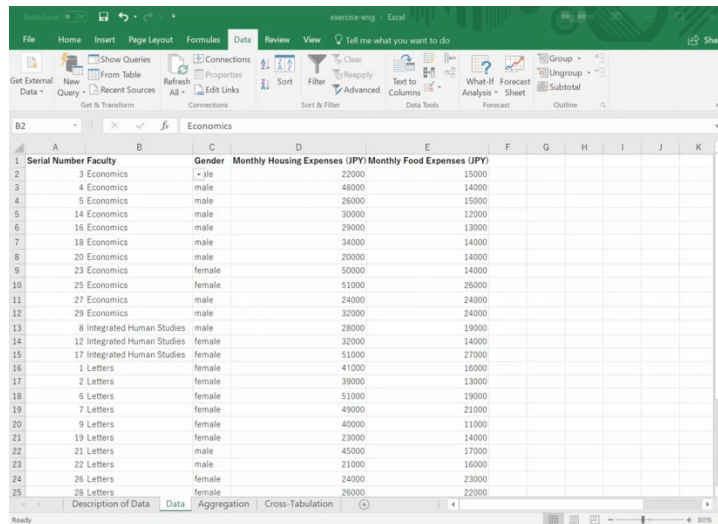 AutoSave
exercise-eng - Excel
File Home Insert Page Layout Formulas Data Review View Tell me what you want to do Sha
Get External Data New Query Show Queries From Table Recent Sources Refresh All Connections Properties Edit Links Sort Filter Clear Reapply Advanced Text to Columns What-If Analysis Forecast Sheet Group Ungroup Subtotal
Get & Transform Connections Sort & Filter Data Tools Forecast Outline
B2 fx Economics
A B C D E F G H I J K
1 Serial Number Faculty Gender Monthly Housing Expenses (JPY) Monthly Food Expenses (JPY)
2 3 Economics 22000 15000
3 4 Economics male 48000 14000
4 5 Economics male 26000 15000
5 14 Economics male 30000 12000
6 16 Economics male 29000 13000
7 18 Economics male 34000 14000
8 20 Economics male 20000 14000
9 23 Economics female 50000 14000
10 25 Economics female 51000 26000
11 27 Economics male 24000 24000
12 29 Economics male 32000 24000
13 8 Integrated Human Studies male 28000 19000
14 12 Integrated Human Studies female 32000 14000
15 17 Integrated Human Studies female 51000 27000
16 1 Letters female 41000 16000
17 2 Letters female 39000 13000
18 6 Letters female 51000 19000
19 7 Letters female 49000 21000
20 9 Letters female 40000 11000
21 19 Letters female 23000 14000
22 21 Letters male 45000 17000
23 22 Letters male 21000 16000
24 26 Letters female 24000 23000
25 28 Letters female 26000 22000
Description of Data Data Aggregation Cross-Tabulation
Ready 80%